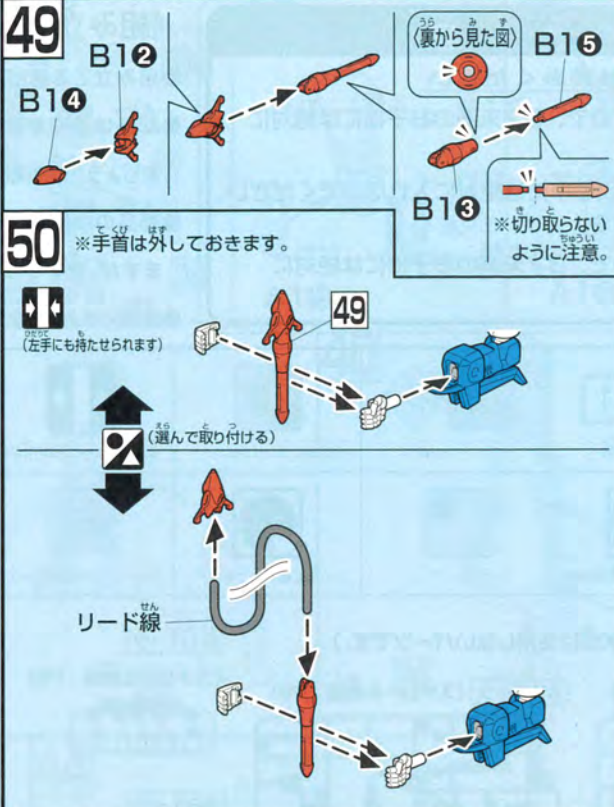 49
B1❷
B1❹
〈裏から見た図〉
B1❺
B1❸
※切り取らない
ように注意。
50
※手首は外しておきます。
(左手にも持たせられます)
49
(選んで取り付ける)
リード線